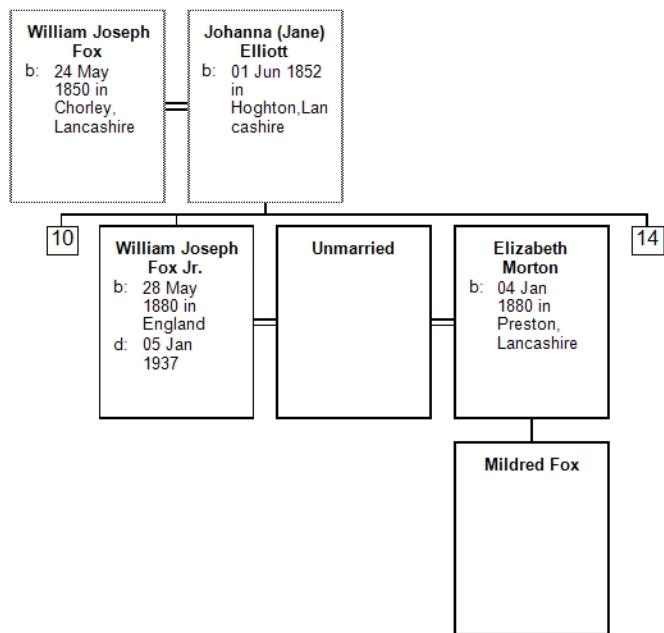 William Joseph
Fox
b: 24 May
1850 in
Chorley,
Lancashire
Johanna (Jane)
Elliott
b: 01 Jun 1852
in
Hoghton,Lan
cashire
10
William Joseph
Fox Jr.
b: 28 May
1880 in
England
d: 05 Jan
1937
Unmarried
Elizabeth
Morton
b: 04 Jan
1880 in
Preston,
Lancashire
14
Mildred Fox